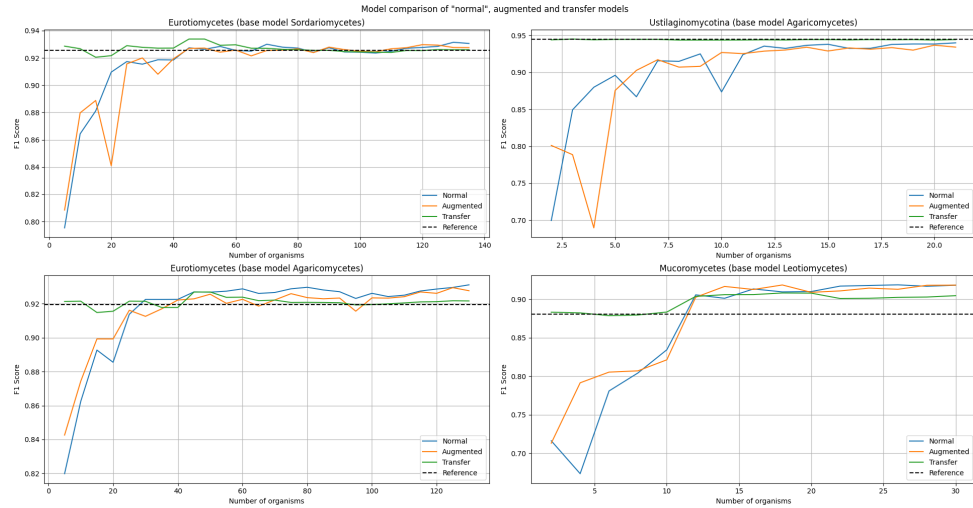 Model comparison of "normal", augmented and transfer models
Eurotiomycetes (base model Sordariomycetes)
0.94
0.92
0.90
0.88
0.86
0.84
0.82
0.80
F1 Score
0 20 40 60 80 100 120 140
Number of organisms
Normal
Augmented
Transfer
Reference
Ustilaginomycotina (base model Agaricomycetes)
0.95
0.90
0.85
0.80
0.75
0.70
F1 Score
2.5 5.0 7.5 10.0 12.5 15.0 17.5 20.0
Number of organisms
Normal
Augmented
Transfer
Reference
Eurotiomycetes (base model Agaricomycetes)
0.92
0.90
0.88
0.86
0.84
0.82
F1 Score
0 20 40 60 80 100 120
Number of organisms
Normal
Augmented
Transfer
Reference
Mucoromycetes (base model Leotiomycetes)
0.90
0.85
0.80
0.75
0.70
F1 Score
5 10 15 20 25 30
Number of organisms
Normal
Augmented
Transfer
Reference